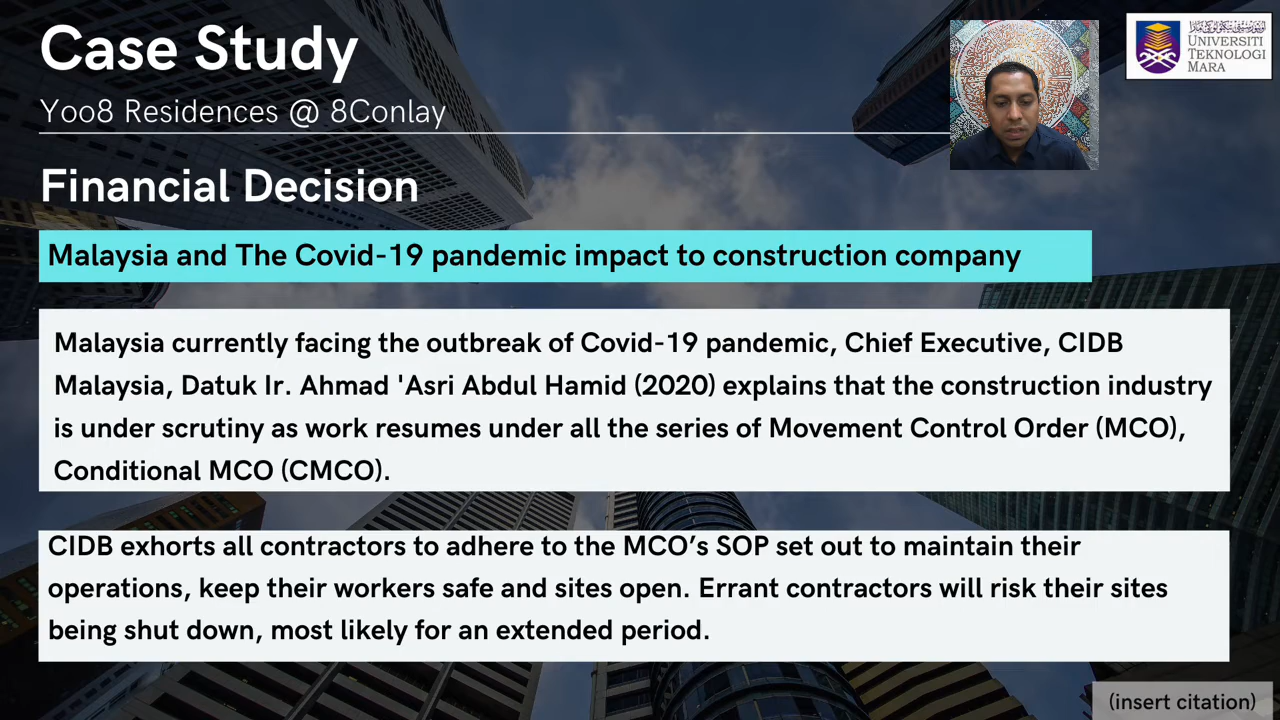 Case Study
Yoo8 Residences @ 8Conlay
UNIVERSITI
TEKNOLOGI
MARA
Financial Decision
Malaysia and The Covid-19 pandemic impact to construction company
Malaysia currently facing the outbreak of Covid-19 pandemic, Chief Executive, CIDB
Malaysia, Datuk Ir. Ahmad 'Asri Abdul Hamid (2020) explains that the construction industry
is under scrutiny as work resumes under all the series of Movement Control Order (MCO),
Conditional MCO (CMCO).
CIDB exhorts all contractors to adhere to the MCO’s SOP set out to maintain their
operations, keep their workers safe and sites open. Errant contractors will risk their sites
being shut down, most likely for an extended period.
(insert citation)